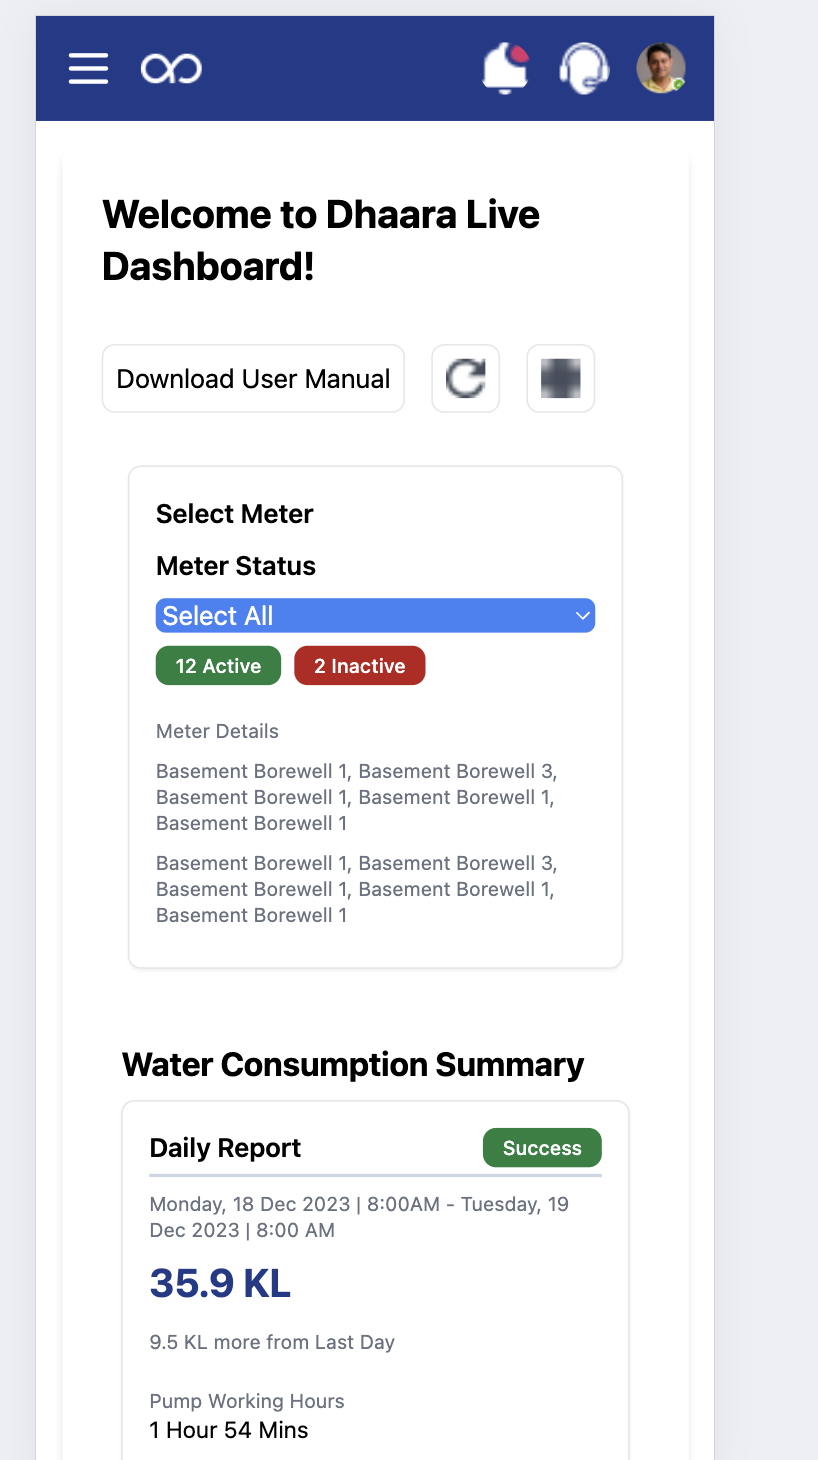 Welcome to Dhaara Live
Dashboard!
Download User Manual
Select Meter
Meter Status
Select All
12 Active
2 Inactive
Meter Details
Basement Borewell 1, Basement Borewell 3,
Basement Borewell 1, Basement Borewell 1,
Basement Borewell 1
Basement Borewell 1, Basement Borewell 3,
Basement Borewell 1, Basement Borewell 1,
Basement Borewell 1
Water Consumption Summary
Daily Report
Success
Monday, 18 Dec 2023 | 8:00AM - Tuesday, 19
Dec 2023 | 8:00 AM
35.9 KL
9.5 KL more from Last Day
Pump Working Hours
1 Hour 54 Mins